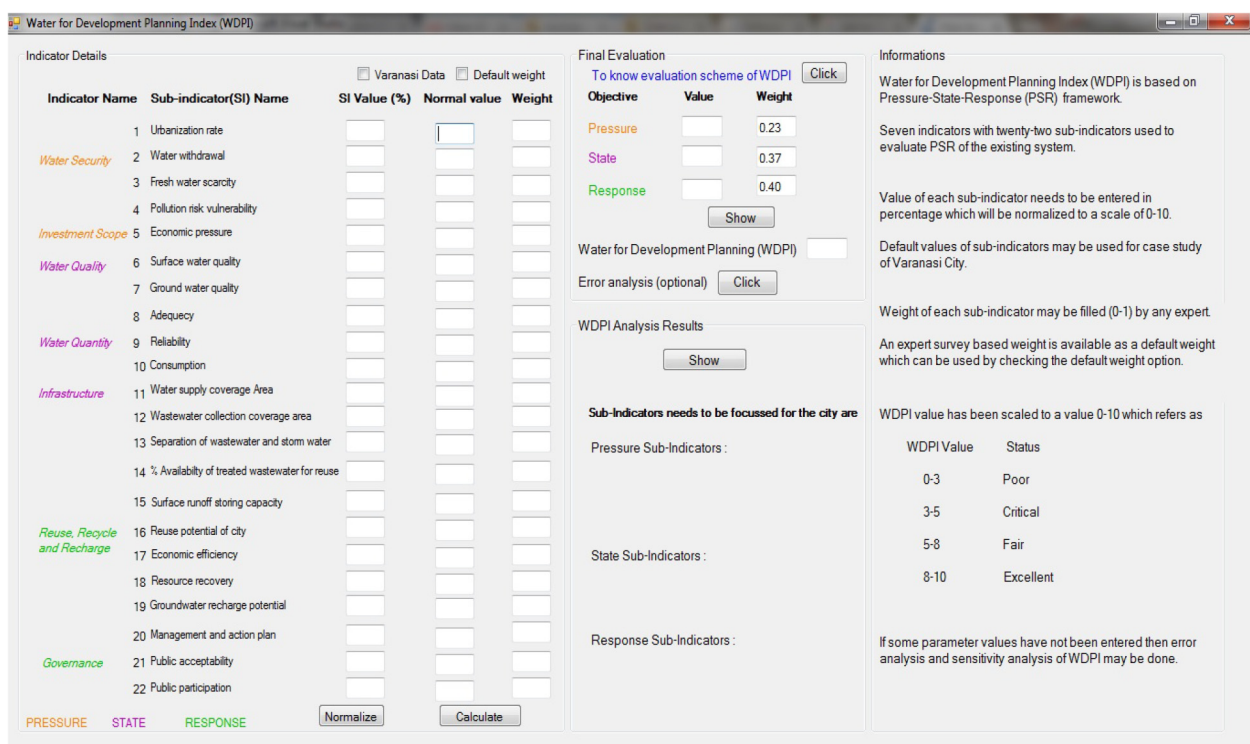 Water for Development Planning Index (WDPI)
Indicator Details
Varanasi Data Default weight
Indicator Name Sub-indicator(SI) Name SI Value (%) Normal value Weight
1 Urbanization rate
Water Security 2 Water withdrawal
3 Fresh water scarcity
4 Pollution risk vulnerability
Investment Scope 5 Economic pressure
Water Quality 6 Surface water quality
7 Ground water quality
8 Adequecy
Water Quantity 9 Reliability
10 Consumption
Infrastructure 11 Water supply coverage Area
12 Wastewater collection coverage area
13 Separation of wastewater and storm water
14 % Availabilty of treated wastewater for reuse
15 Surface runoff storing capacity
Reuse, Recycle 16 Reuse potential of city
and Recharge 17 Economic efficiency
18 Resource recovery
19 Groundwater recharge potential
20 Management and action plan
Governance 21 Public acceptability
22 Public participation
PRESSURE STATE RESPONSE Normalize Calculate
Final Evaluation
To know evaluation scheme of WDPI Click
Objective Value Weight
Pressure 0.23
State 0.37
Response 0.40
Show
Water for Development Planning (WDPI)
Error analysis (optional) Click
WDPI Analysis Results
Show
Sub-Indicators needs to be focussed for the city are
Pressure Sub-Indicators :
State Sub-Indicators :
Response Sub-Indicators :
Informations
Water for Development Planning Index (WDPI) is based on
Pressure-State-Response (PSR) framework.
Seven indicators with twenty-two sub-indicators used to
evaluate PSR of the existing system.
Value of each sub-indicator needs to be entered in
percentage which will be normalized to a scale of 0-10.
Default values of sub-indicators may be used for case study
of Varanasi City.
Weight of each sub-indicator may be filled (0-1) by any expert.
An expert survey based weight is available as a default weight
which can be used by checking the default weight option.
WDPI value has been scaled to a value 0-10 which refers as
WDPI Value Status
0-3 Poor
3-5 Critical
5-8 Fair
8-10 Excellent
If some parameter values have not been entered then error
analysis and sensitivity analysis of WDPI may be done.